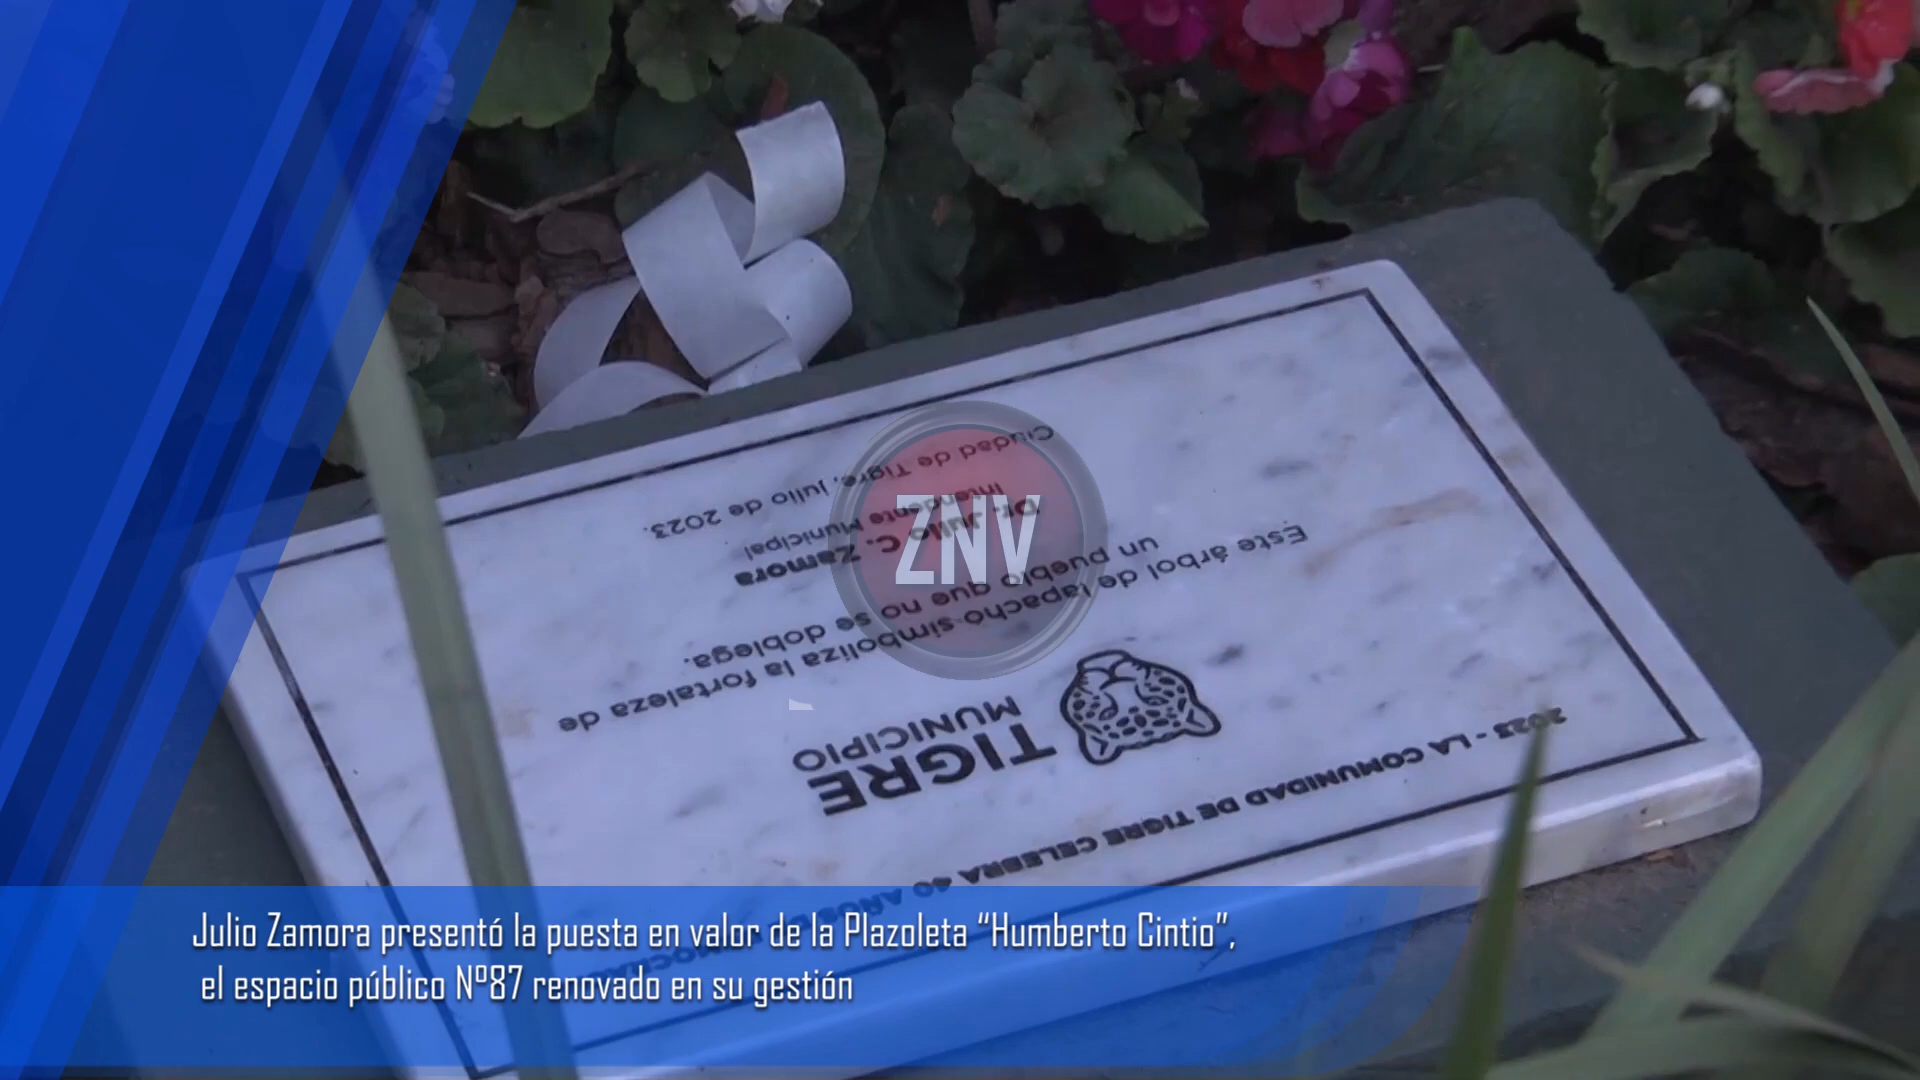 2023 - LA COMUNIDAD DE TIGRE CELEBRA 40 AÑOS DE DEMOCRACIA
TIGRE
MUNICIPIO
Este árbol de lapacho simboliza la fortaleza de
un pueblo que no se doblega.
Dr. Julio C. Zamora
Intendente Municipal
Ciudad de Tigre, julio de 2023.
ZNV
Julio Zamora presentó la puesta en valor de la Plazoleta “Humberto Cintio”,
el espacio público Nº87 renovado en su gestión